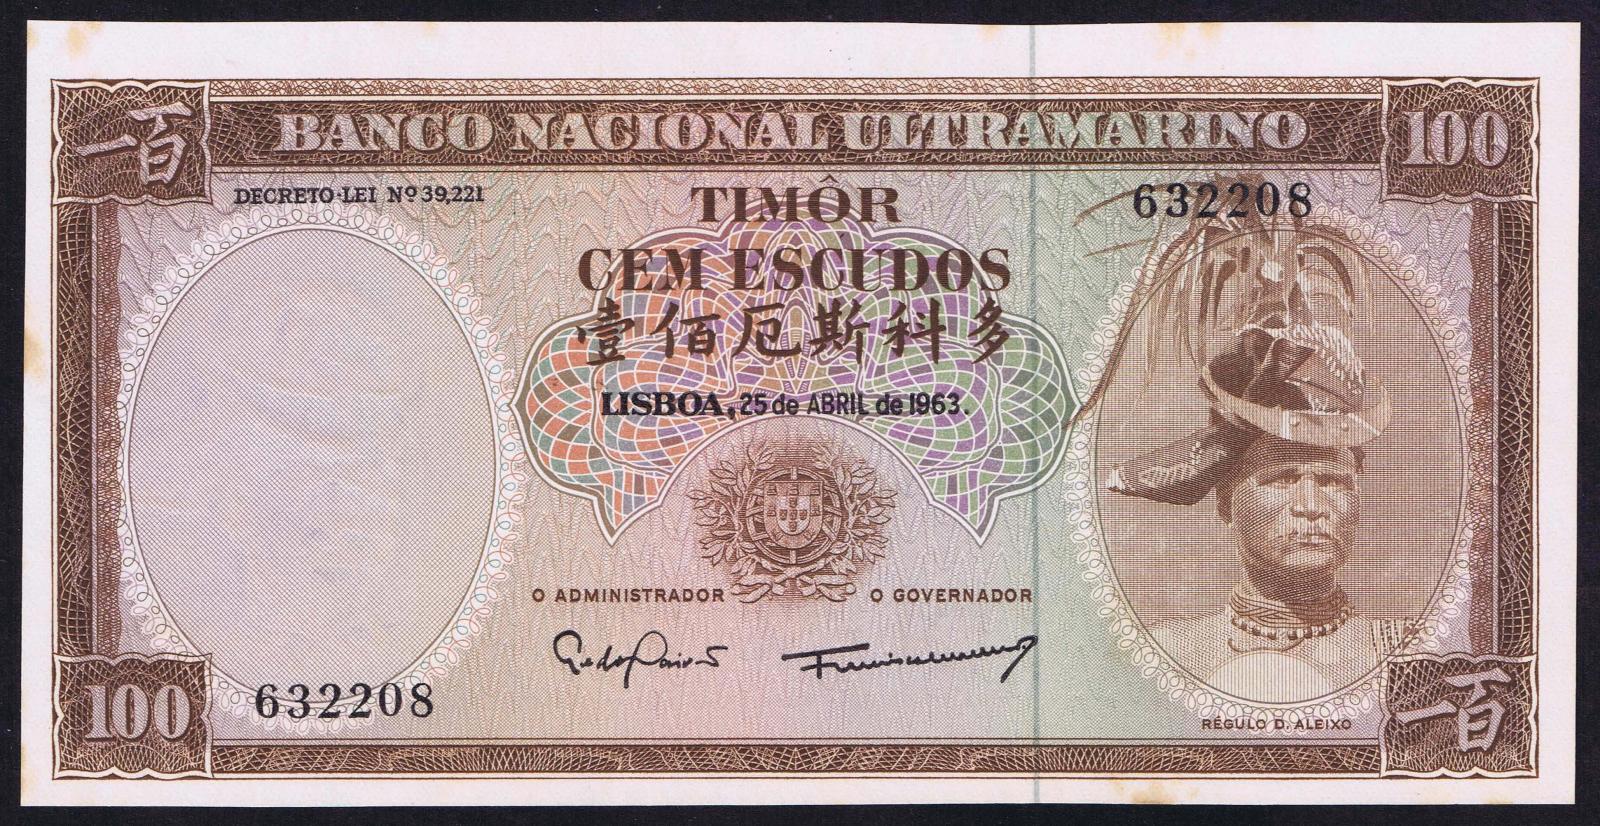 一百
BANCO NACIONAL ULTRAMARINO
100
DECRETO-LEI Nº 39,221
TIMÔR
632208
CEM ESCUDOS
壹佰厄斯科多
LISBOA, 25 de ABRIL de 1963.
O ADMINISTRADOR
O GOVERNADOR
100
632208
RÉGULO D. ALEIXO
一百